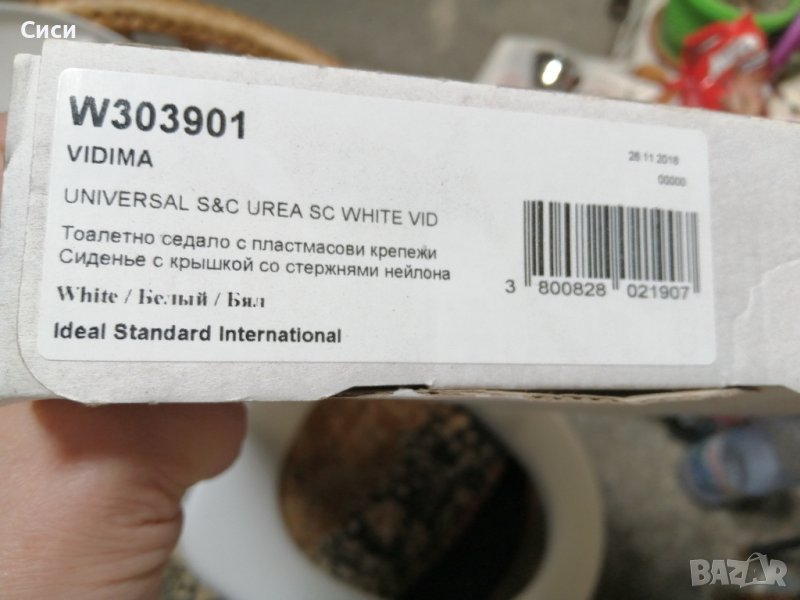 Сиси
W303901
VIDIMA
26.11.2018
00000
UNIVERSAL S&C UREA SC WHITE VID
Тоалетно седало с пластмасови крепежи
Сиденье с крышкой со стержнями нейлона
White / Белый / Бял
Ideal Standard International
3 800828 021907
BAZAR